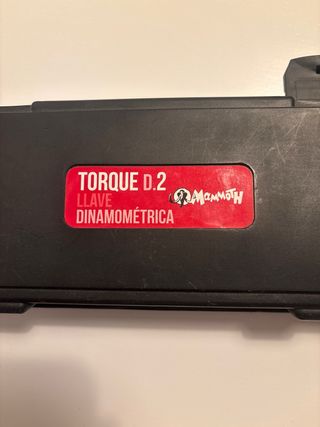 TORQUE D.2
LLAVE
DINAMOMÉTRICA
MAMMOTH